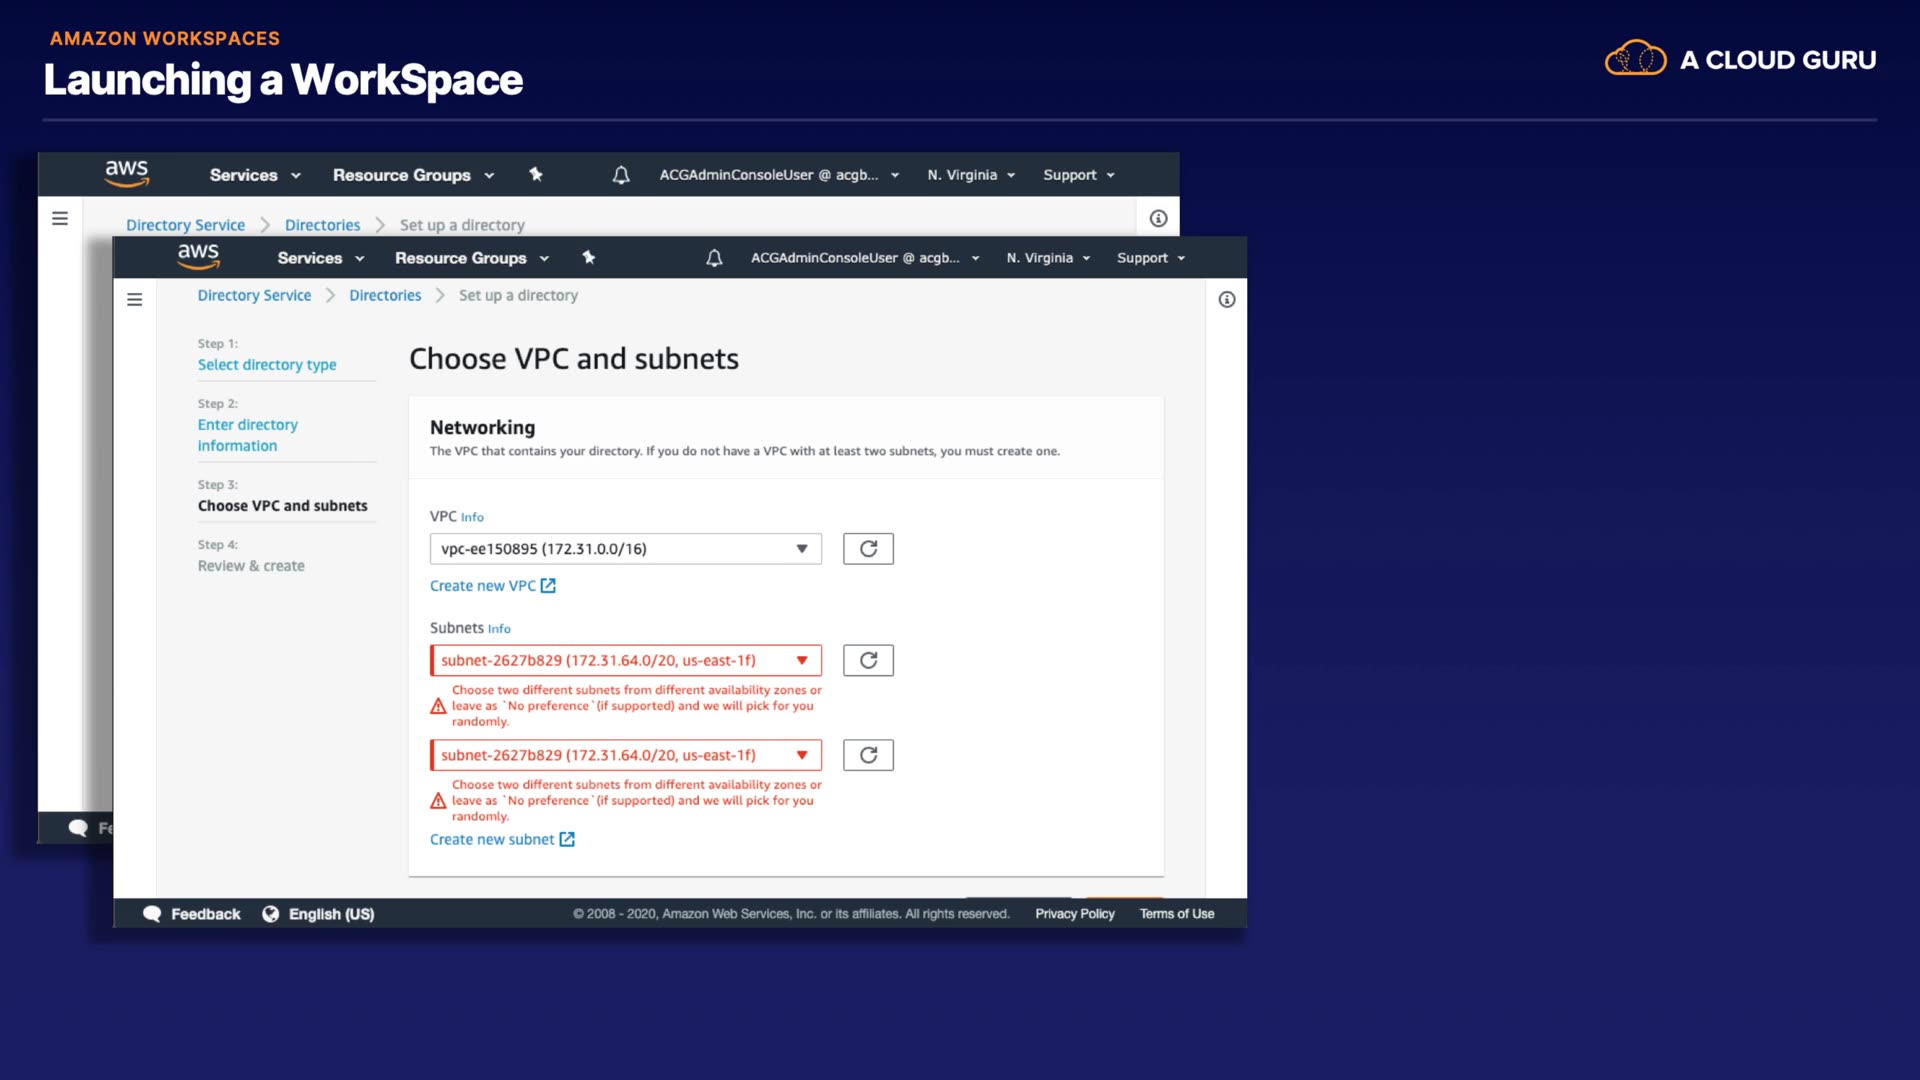 AMAZON WORKSPACES
Launching a WorkSpace
A CLOUD GURU
aws Services Resource Groups ACGAdminConsoleUser @ acgb... N. Virginia Support
Directory Service Directories Set up a directory
aws Services Resource Groups ACGAdminConsoleUser @ acgb... N. Virginia Support
Directory Service Directories Set up a directory
Step 1:
Select directory type
Step 2:
Enter directory
information
Step 3:
Choose VPC and subnets
Step 4:
Review & create
Choose VPC and subnets
Networking
The VPC that contains your directory. If you do not have a VPC with at least two subnets, you must create one.
VPC Info
vpc-ee150895 (172.31.0.0/16)
Create new VPC
Subnets Info
subnet-2627b829 (172.31.64.0/20, us-east-1f)
Choose two different subnets from different availability zones or
leave as `No preference`(if supported) and we will pick for you
randomly.
subnet-2627b829 (172.31.64.0/20, us-east-1f)
Choose two different subnets from different availability zones or
leave as `No preference`(if supported) and we will pick for you
randomly.
Create new subnet
Fe
Feedback English (US) © 2008 - 2020, Amazon Web Services, Inc. or its affiliates. All rights reserved. Privacy Policy Terms of Use